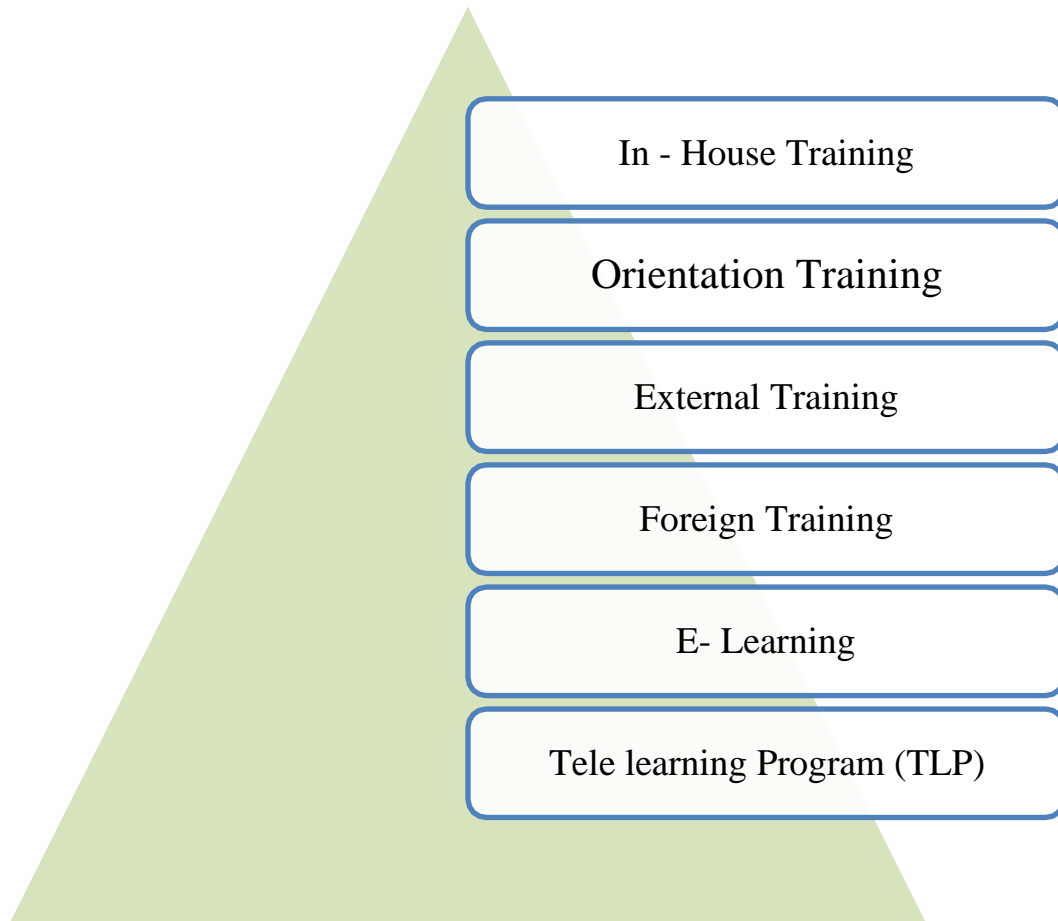 In - House Training
Orientation Training
External Training
Foreign Training
E- Learning
Tele learning Program (TLP)